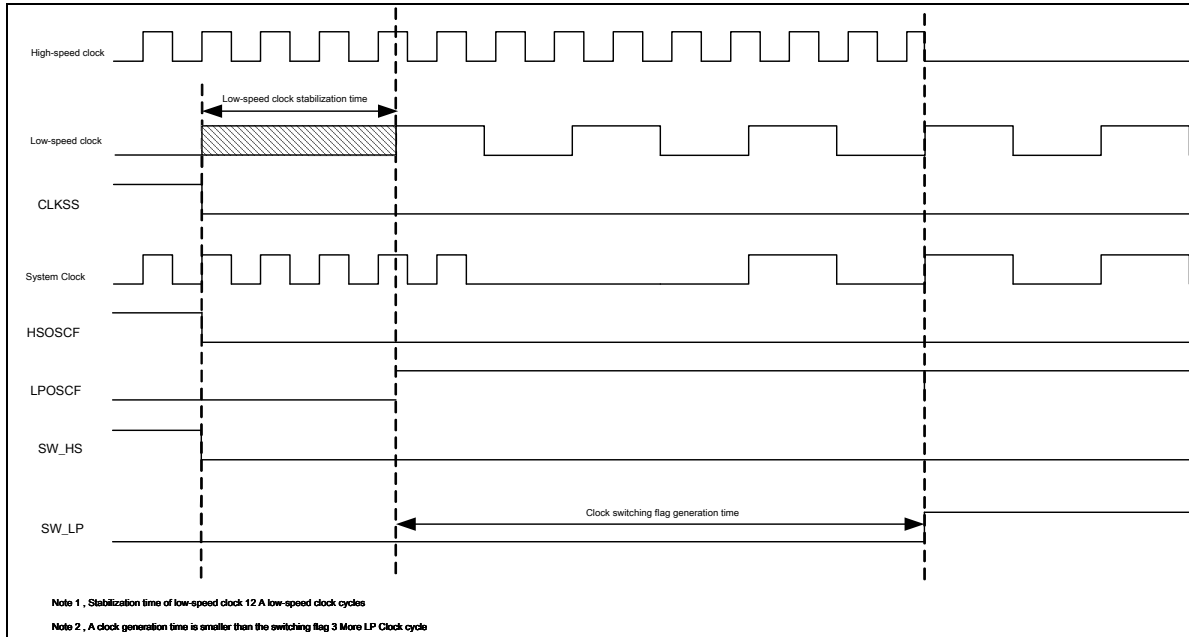 High-speed clock
Low-speed clock stabilization time
Low-speed clock
CLKSS
System Clock
HSOSCF
LPOSCF
SW_HS
Clock switching flag generation time
SW_LP
Note 1 , Stabilization time of low-speed clock 12 A low-speed clock cycles
Note 2 , A clock generation time is smaller than the switching flag 3 More LP Clock cycle